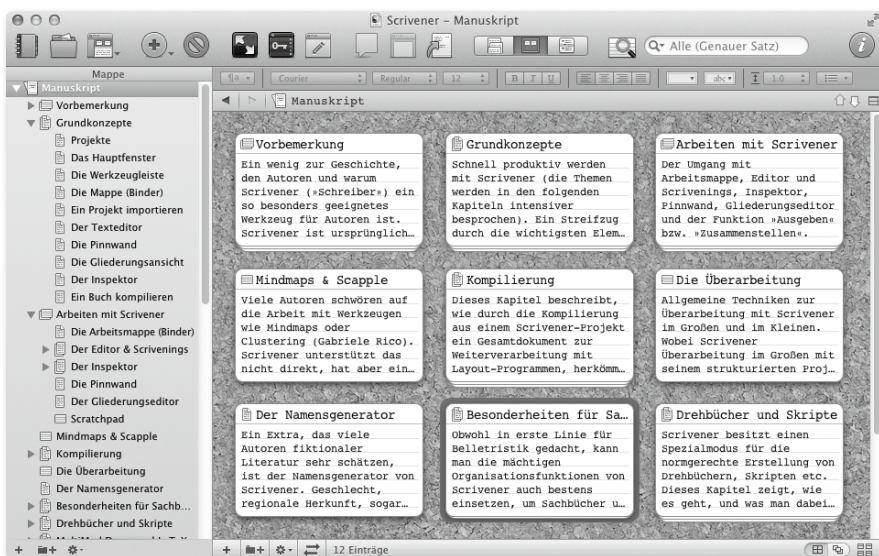 Scrivener – Manuskript
Alle (Genauer Satz)
Mappe
¶a
Courier
Regular
12
B I U
abc
1.0
Manuskript
Manuskript
Vorbemerkung
Grundkonzepte
Projekte
Das Hauptfenster
Die Werkzeugleiste
Die Mappe (Binder)
Ein Projekt importieren
Der Texteditor
Die Pinnwand
Die Gliederungsansicht
Der Inspektor
Ein Buch kompilieren
Arbeiten mit Scrivener
Die Arbeitsmappe (Binder)
Der Editor & Scrivenings
Der Inspektor
Die Pinnwand
Der Gliederungseditor
Scratchpad
Mindmaps & Scapple
Kompilierung
Die Überarbeitung
Der Namensgenerator
Besonderheiten für Sachb...
Drehbücher und Skripte
Vorbemerkung
Ein wenig zur Geschichte,
den Autoren und warum
Scrivener (»Schreiber«) ein
so besonders geeignetes
Werkzeug für Autoren ist.
Scrivener ist ursprünglich…
Grundkonzepte
Schnell produktiv werden
mit Scrivener (die Themen
werden in den folgenden
Kapiteln intensiver
besprochen). Ein Streifzug
durch die wichtigsten Elem…
Arbeiten mit Scrivener
Der Umgang mit
Arbeitsmappe, Editor und
Scrivenings, Inspektor,
Pinnwand, Gliederungseditor
und der Funktion »Ausgeben«
bzw. »Zusammenstellen«.
Mindmaps & Scapple
Viele Autoren schwören auf
die Arbeit mit Werkzeugen
wie Mindmaps oder
Clustering (Gabriele Rico).
Scrivener unterstützt das
nicht direkt, hat aber ein…
Kompilierung
Dieses Kapitel beschreibt,
wie durch die Kompilierung
aus einem Scrivener-Projekt
ein Gesamtdokument zur
Weiterverarbeitung mit
Layout-Programmen, herkömm…
Die Überarbeitung
Allgemeine Techniken zur
Überarbeitung mit Scrivener
im Großen und im Kleinen.
Wobei Scrivener
Überarbeitung im Großen mit
seinem strukturierten Proj…
Der Namensgenerator
Ein Extra, das viele
Autoren fiktionaler
Literatur sehr schätzen,
ist der Namensgenerator von
Scrivener. Geschlecht,
regionale Herkunft, sogar…
Besonderheiten für Sa…
Obwohl in erste Linie für
Belletristik gedacht, kann
man die mächtigen
Organisationsfunktionen von
Scrivener auch bestens
einsetzen, um Sachbücher u…
Drehbücher und Skripte
Scrivener besitzt einen
Spezialmodus für die
normgerechte Erstellung von
Drehbüchern, Skripten etc.
Dieses Kapitel zeigt, wie
es geht, und was man dabei…
12 Einträge